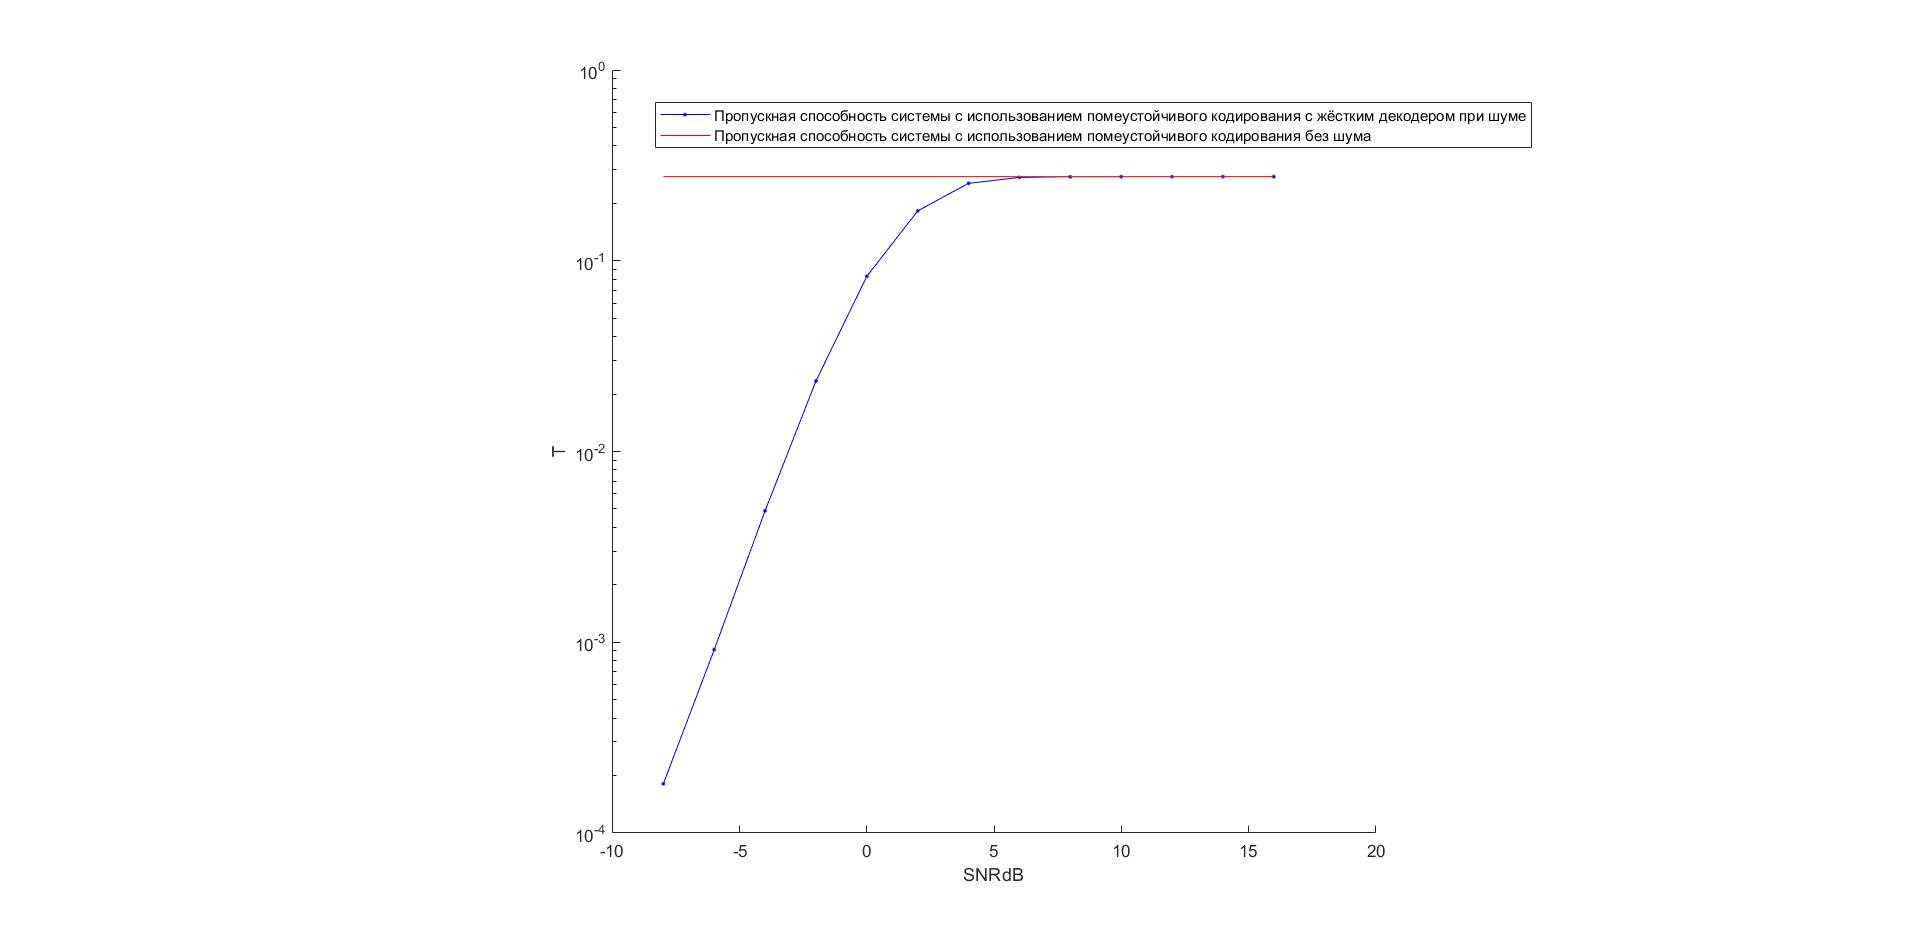 10^0
Пропускная способность системы с использованием помеустойчивого кодирования с жёстким декодером при шуме
Пропускная способность системы с использованием помеустойчивого кодирования без шума
10^-1
T
10^-2
10^-3
10^-4
-10 -5 0 5 10 15 20
SNRdB